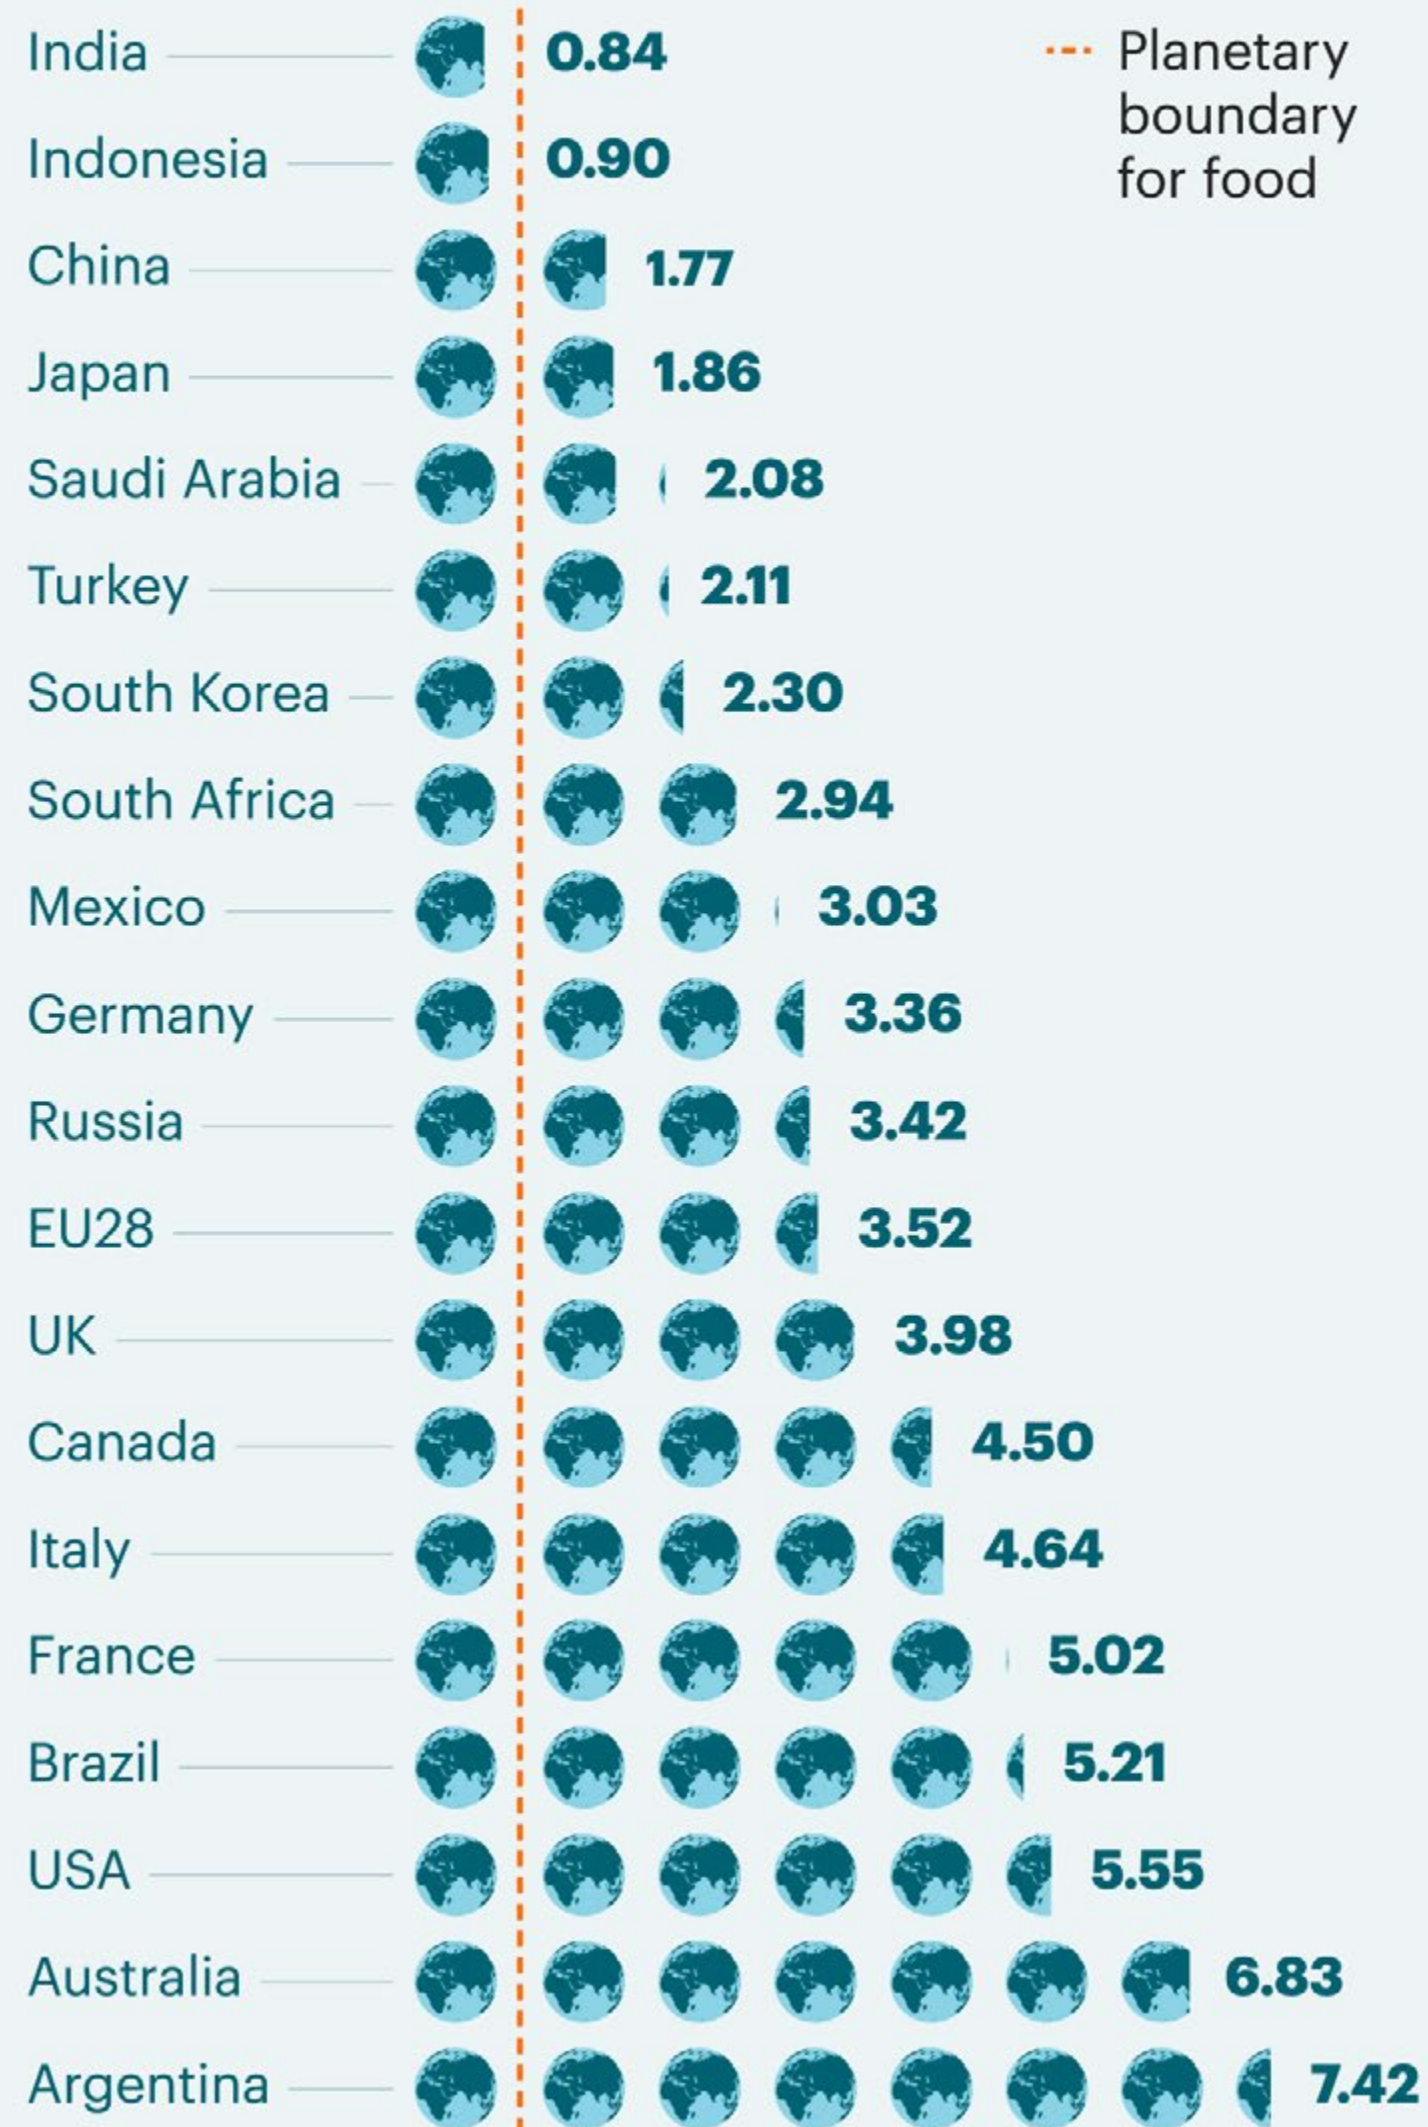 India 0.84
Planetary
boundary
for food
Indonesia 0.90
China 1.77
Japan 1.86
Saudi Arabia 2.08
Turkey 2.11
South Korea 2.30
South Africa 2.94
Mexico 3.03
Germany 3.36
Russia 3.42
EU28 3.52
UK 3.98
Canada 4.50
Italy 4.64
France 5.02
Brazil 5.21
USA 5.55
Australia 6.83
Argentina 7.42